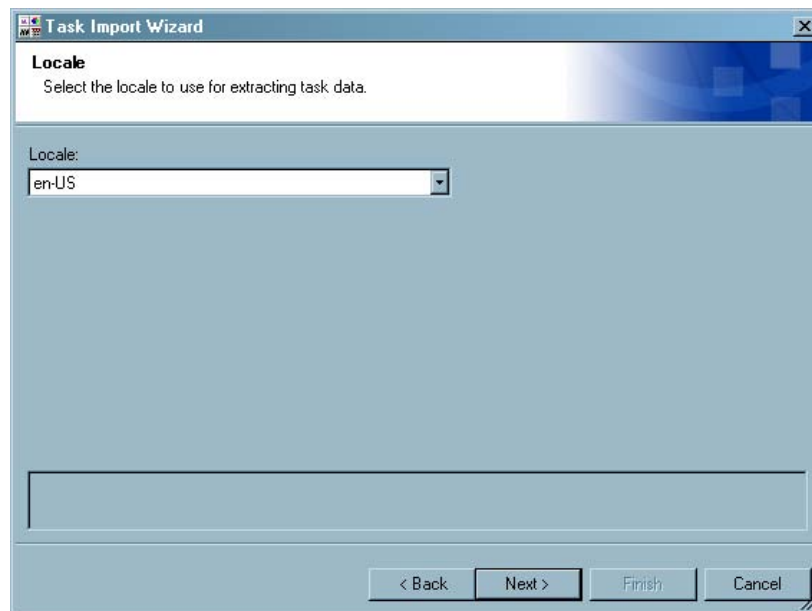 Task Import Wizard
Locale
Select the locale to use for extracting task data.
Locale:
en-US
< Back Next > Finish Cancel